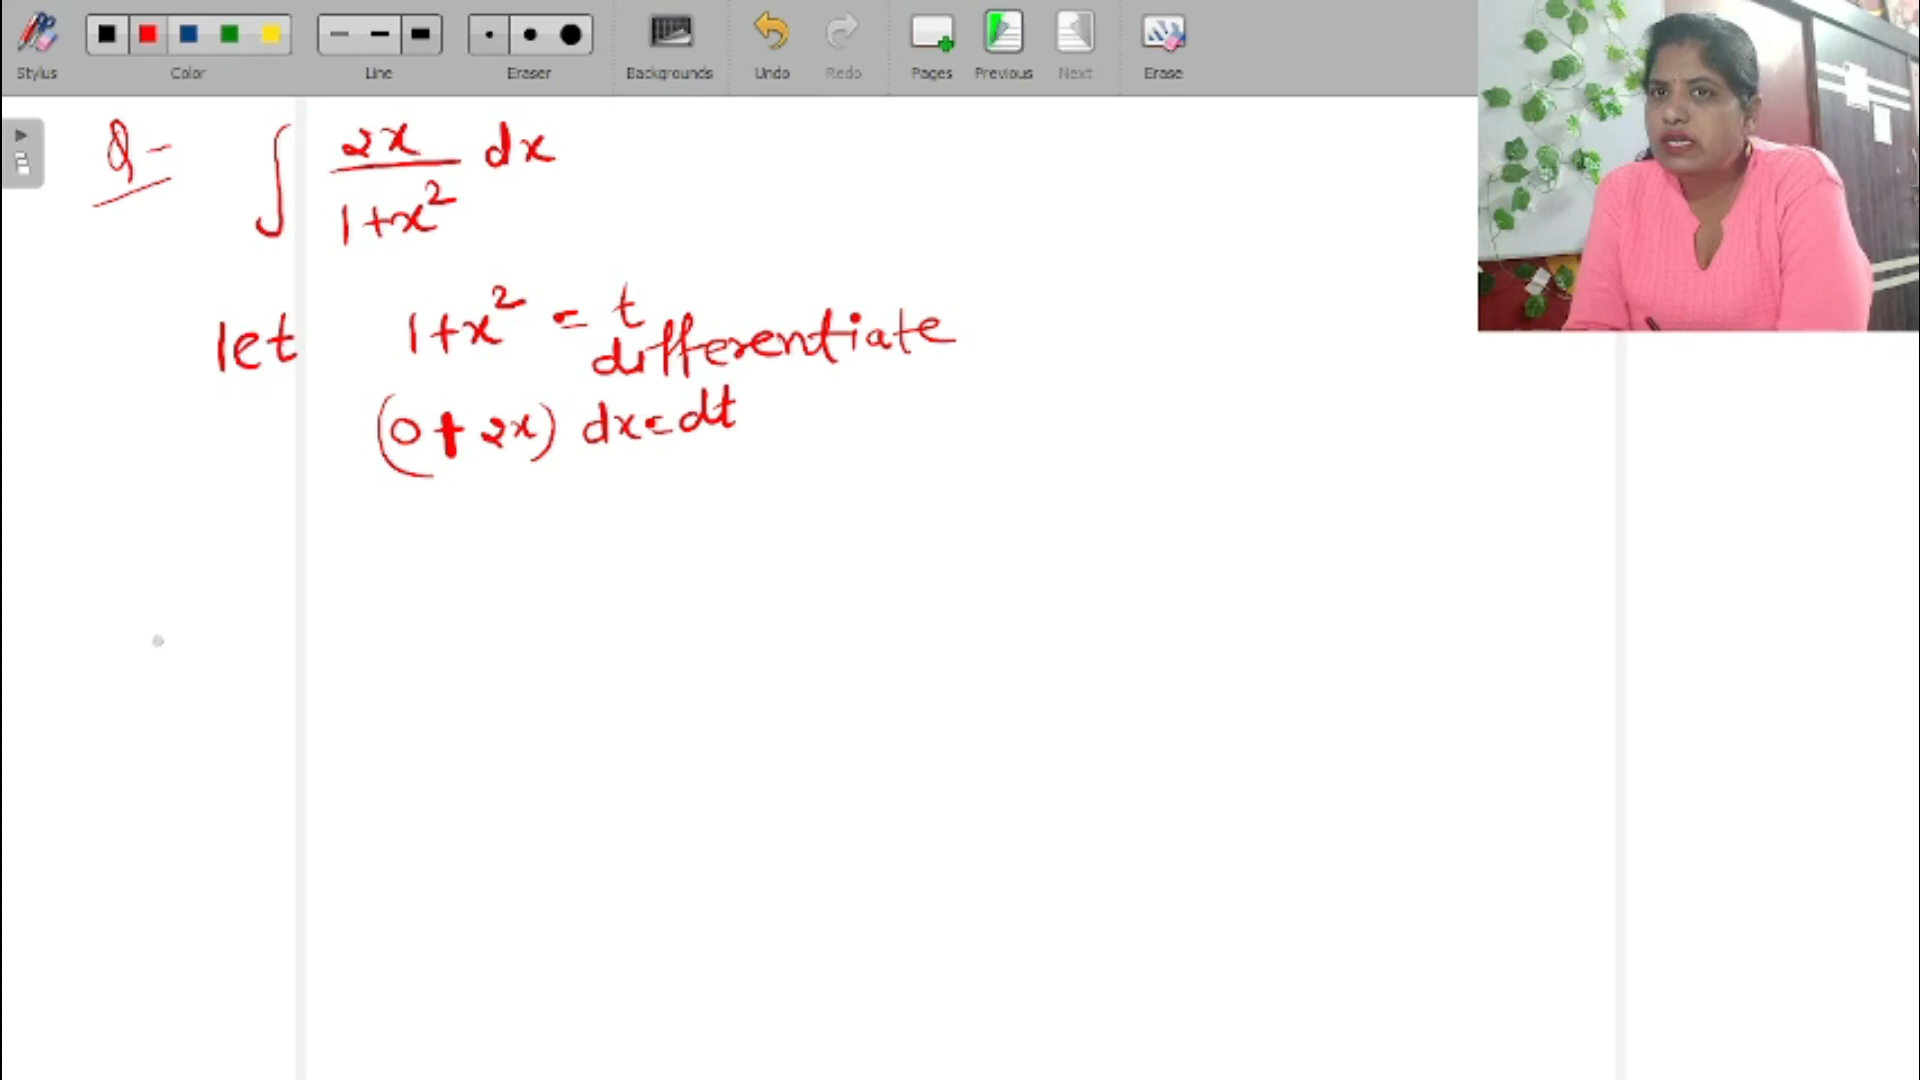 Stylus Color Line Eraser Backgrounds Undo Redo Pages Previous Next Erase
Q- ∫ 2x/1+x² dx
let 1+x² = t
differentiate
(0+2x) dx=dt